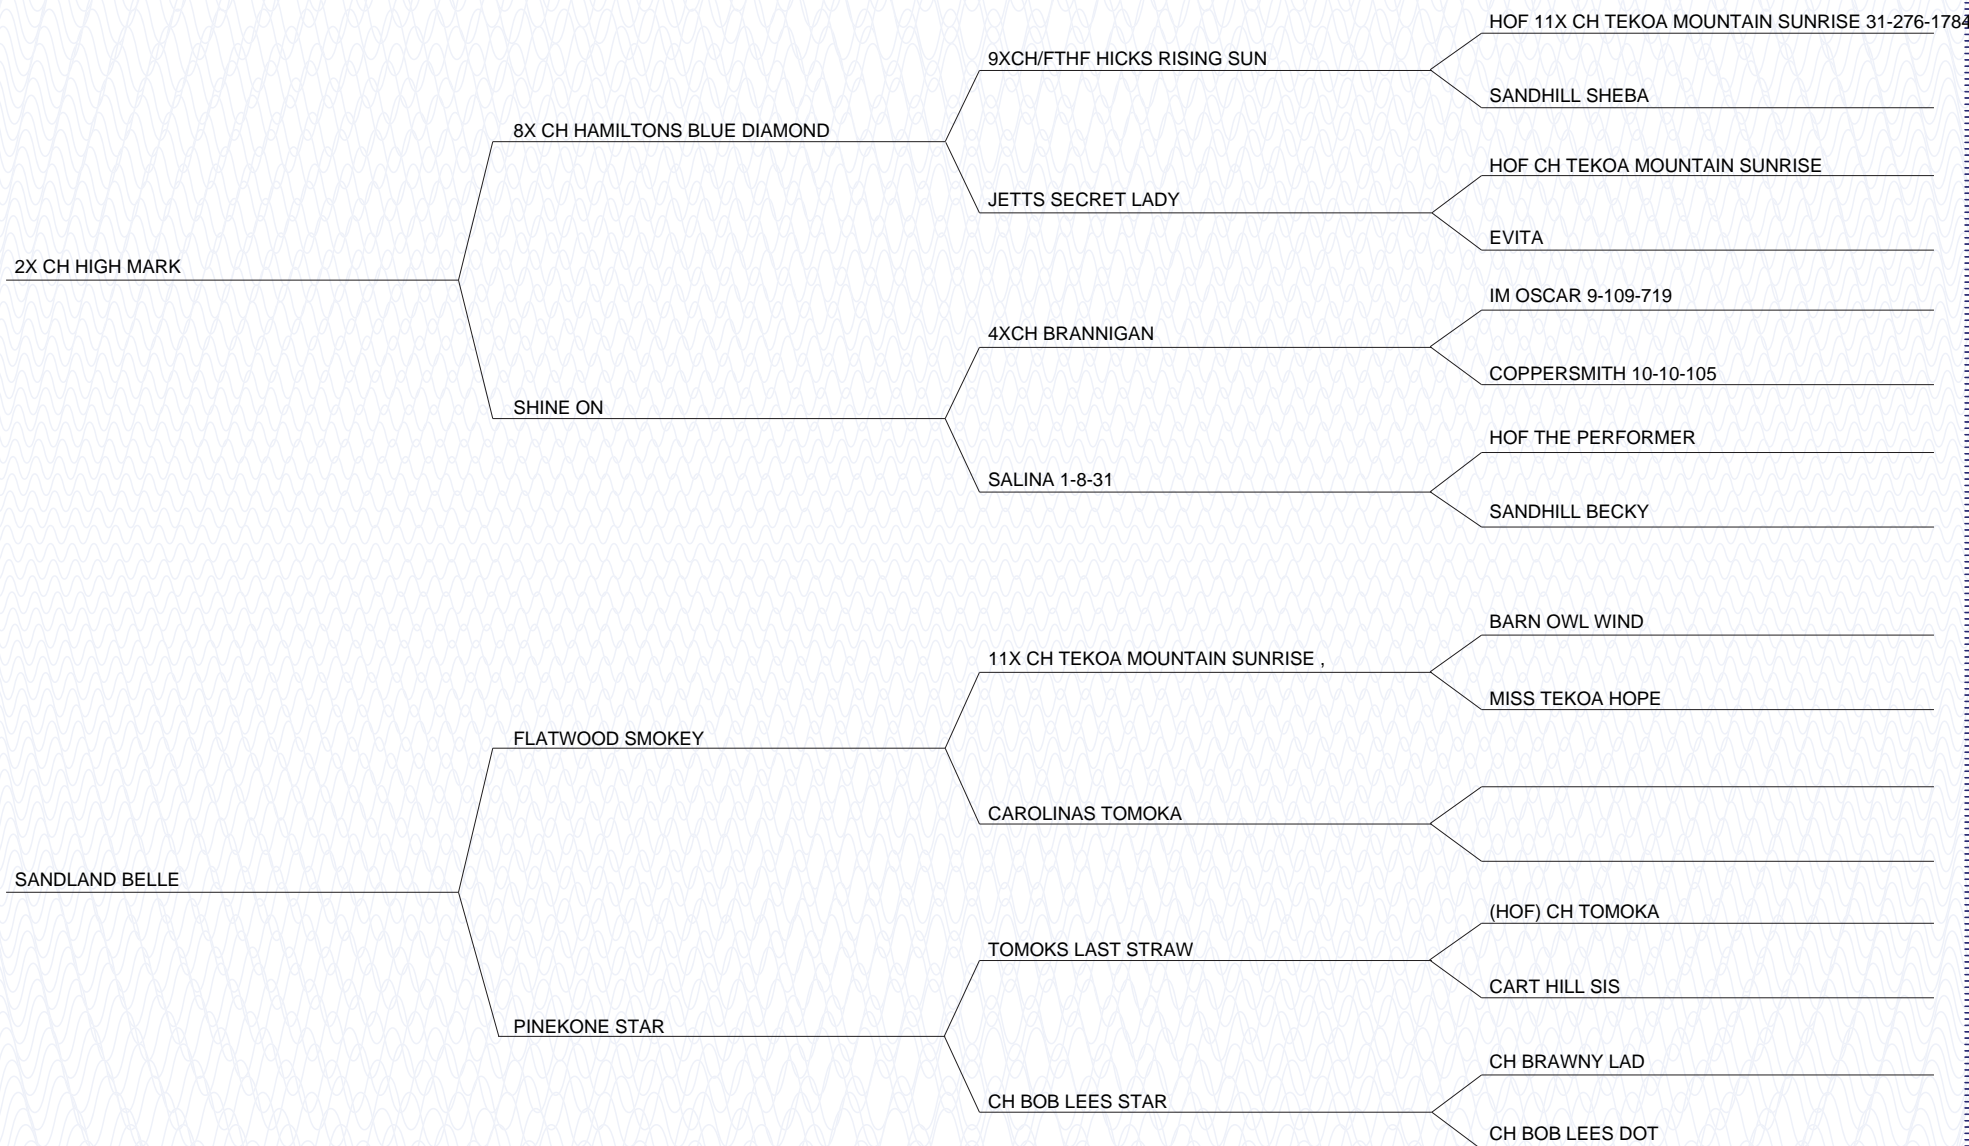 HOF 11X CH TEKOA MOUNTAIN SUNRISE 31-276-1784
9XCH/FTHF HICKS RISING SUN
SANDHILL SHEBA
8X CH HAMILTONS BLUE DIAMOND
HOF CH TEKOA MOUNTAIN SUNRISE
JETTS SECRET LADY
EVITA
2X CH HIGH MARK
IM OSCAR 9-109-719
4XCH BRANNIGAN
COPPERSMITH 10-10-105
SHINE ON
HOF THE PERFORMER
SALINA 1-8-31
SANDHILL BECKY
BARN OWL WIND
11X CH TEKOA MOUNTAIN SUNRISE ,
MISS TEKOA HOPE
FLATWOOD SMOKEY
CAROLINAS TOMOKA
SANDLAND BELLE
(HOF) CH TOMOKA
TOMOKS LAST STRAW
CART HILL SIS
PINEKONE STAR
CH BRAWNY LAD
CH BOB LEES STAR
CH BOB LEES DOT